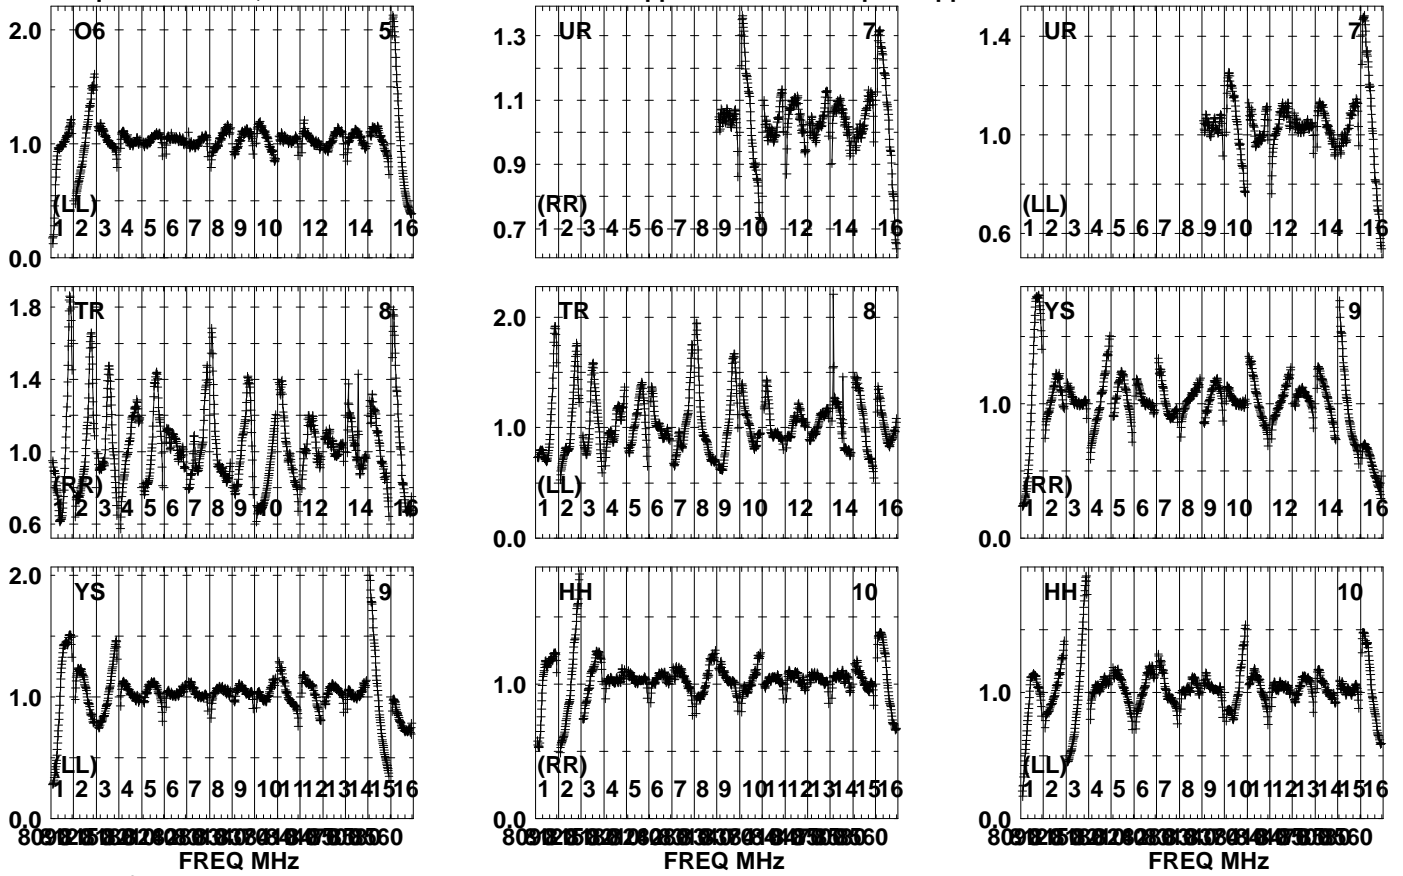 2.0 O6 5
1.0
(LL)
1 2 3 4 5 6 7 8 9 10 12 14 16
0.0
1.3 UR 7
1.1
0.9
(RR)
0.7 1 2 3 4 5 6 7 8 9 10 12 14 16
1.4 UR 7
1.0
(LL)
0.6 1 2 3 4 5 6 7 8 9 10 12 14 16
1.8 TR 8
1.4
1.0
(RR)
0.6 1 2 3 4 5 6 7 8 9 10 12 14 16
2.0 TR 8
1.0
(LL)
1 2 3 4 5 6 7 8 9 10 12 14 16
0.0
YS 9
1.0
(RR)
1 2 3 4 5 6 7 8 9 10 12 14 16
0.0
2.0 YS 9
1.0
(LL)
1 2 3 4 5 6 7 8 9 10 11 12 13 14 15 16
0.0
FREQ MHz
HH 10
1.0
(RR)
1 2 3 4 5 6 7 8 9 10 11 12 13 14 15 16
0.0
FREQ MHz
HH 10
1.0
(LL)
1 2 3 4 5 6 7 8 9 10 11 12 13 14 15 16
0.0
FREQ MHz